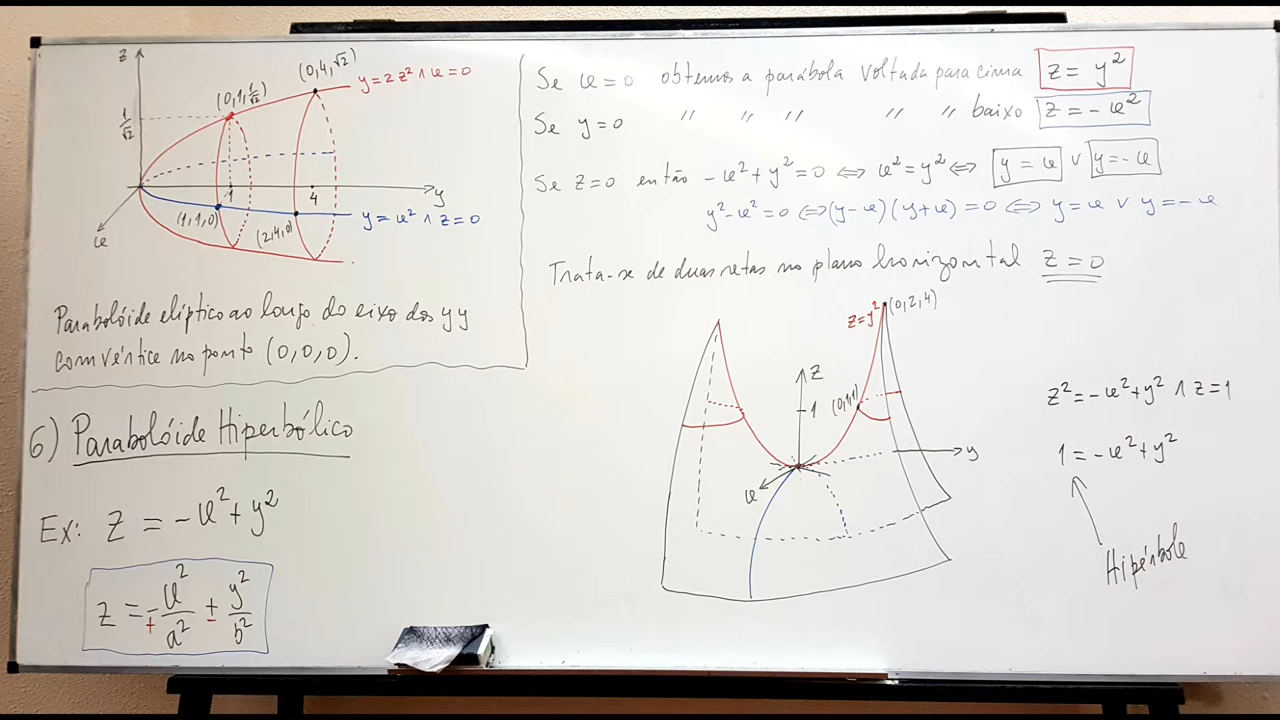 z
(0,4,√2)
y=2z² ∧ x=0
(0,1,1/√2)
1/√2
1
4
y
(1,1,0)
(2,4,0)
y=x² ∧ z=0
x
Parabolóide elíptico ao longo do eixo dos yy
com vértice no ponto (0,0,0).
6) Parabolóide Hiperbólico
Ex: z = -x²+y²
z = ∓ x²/a² ± y²/b²
Se x=0 obtemos a parábola voltada para cima z = y²
Se y=0 " " " " " baixo z = -x²
Se z=0 então -x²+y²=0 ⇔ x²=y² ⇔ y=x ∨ y=-x
y²-x²=0 ⇔ (y-x)(y+x)=0 ⇔ y=x ∨ y=-x
Trata-se de duas retas no plano horizontal z=0
z=y²
(0,2,4)
z
1
(0,1,1)
y
x
z²=-x²+y² ∧ z=1
1=-x²+y²
Hipérbole